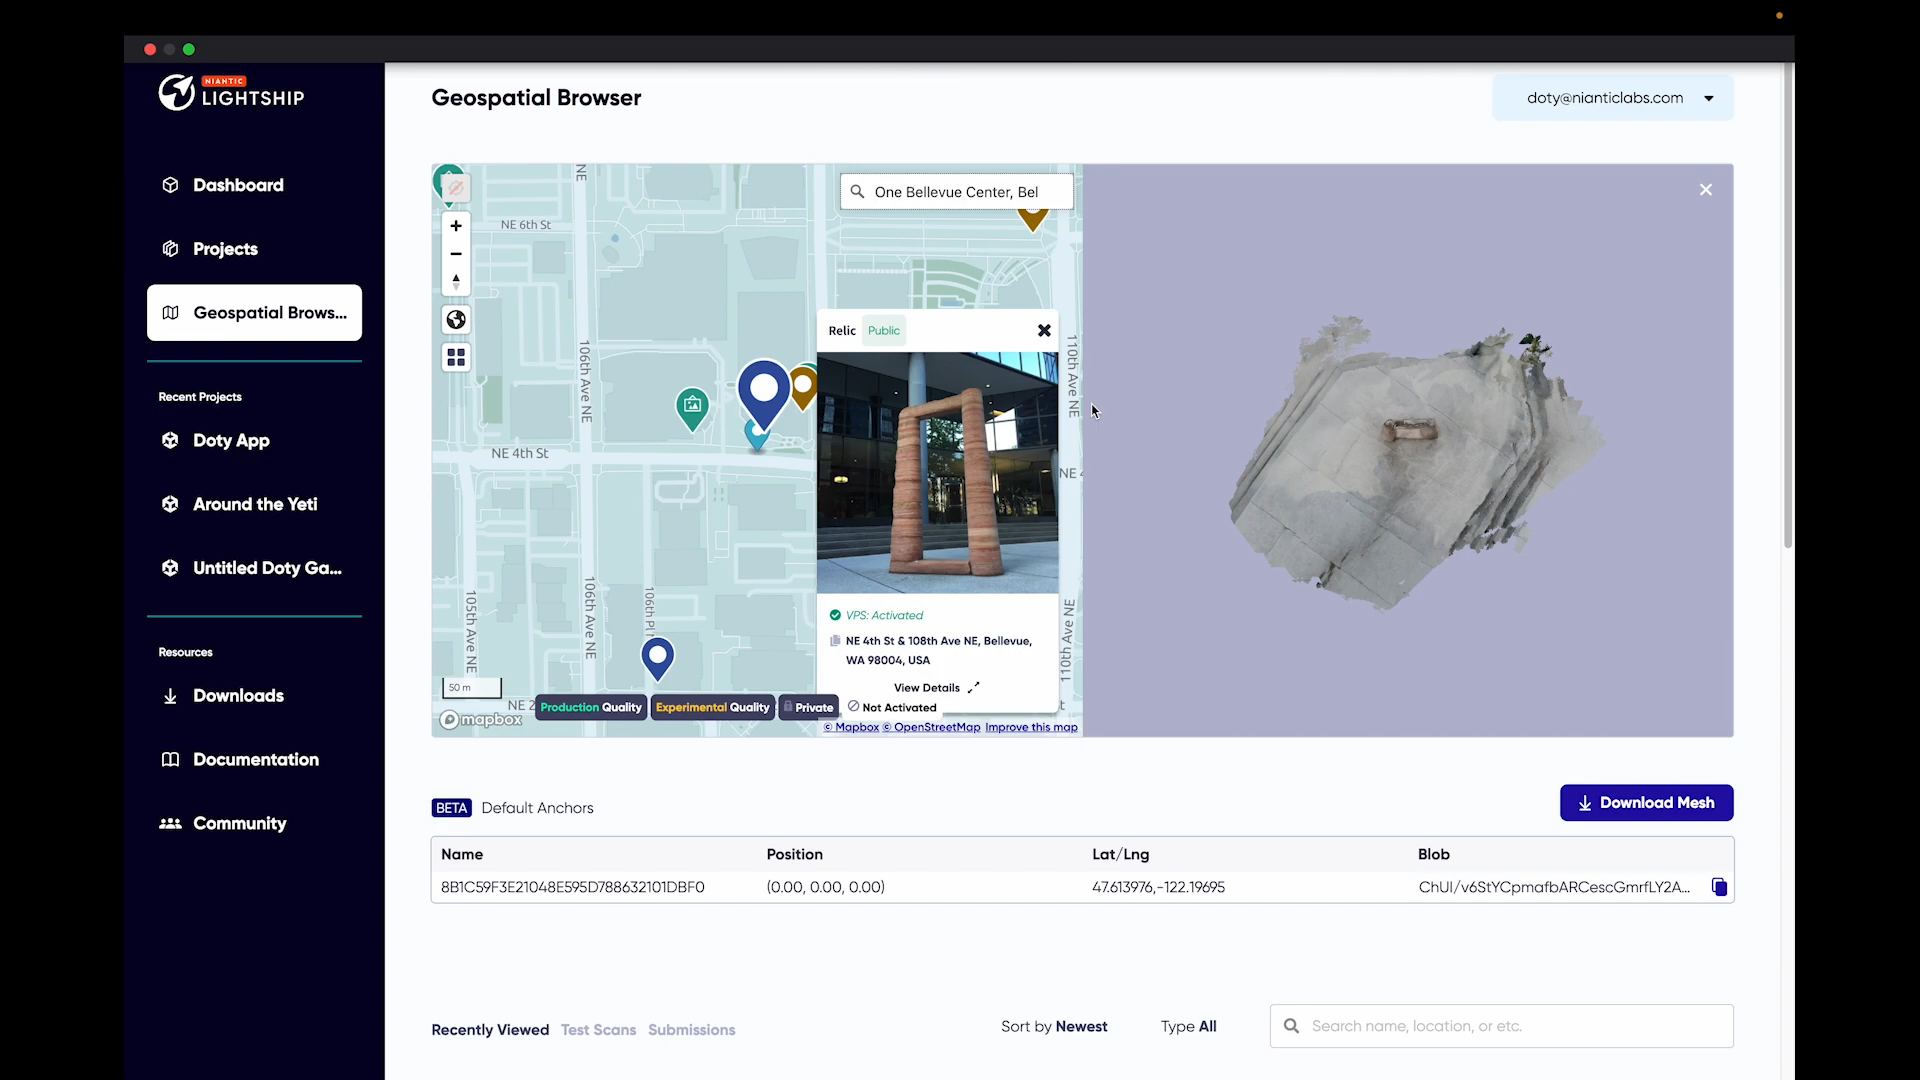 NIANTIC
LIGHTSHIP
Dashboard
Projects
Geospatial Brows...
Recent Projects
Doty App
Around the Yeti
Untitled Doty Ga...
Resources
Downloads
Documentation
Community
Geospatial Browser
doty@nianticlabs.com
One Bellevue Center, Bel
NE
NE 6th St
106th Ave NE
110th Ave NE
NE 4th St
NE 4
105th Ave NE
106th Ave NE
106th Pl
110th Ave NE
Relic
Public
VPS: Activated
NE 4th St & 108th Ave NE, Bellevue,
WA 98004, USA
View Details
50 m
NE 2
Production Quality
Experimental Quality
Private
Not Activated
mapbox
© Mapbox © OpenStreetMap Improve this map
BETA Default Anchors
Download Mesh
Name Position Lat/Lng Blob
8B1C59F3E21048E595D788632101DBF0 (0.00, 0.00, 0.00) 47.613976,-122.19695 ChUI/v6StYCpmafbARCescGmrfLY2A...
Recently Viewed Test Scans Submissions
Sort by Newest
Type All
Search name, location, or etc.